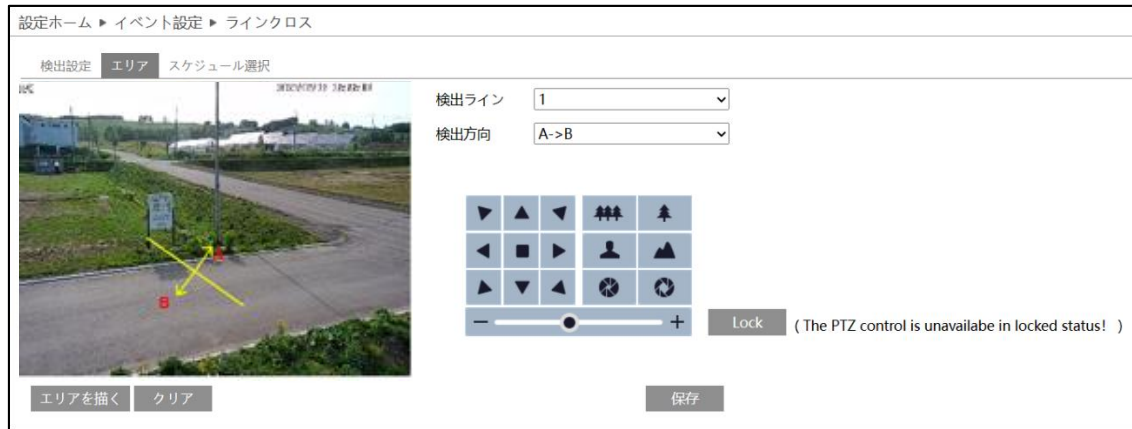 設定ホーム ▶ イベント設定 ▶ ラインクロス
検出設定 エリア スケジュール選択
検出ライン 1
検出方向 A->B
A
B
Lock ( The PTZ control is unavailabe in locked status! )
エリアを描く クリア 保存